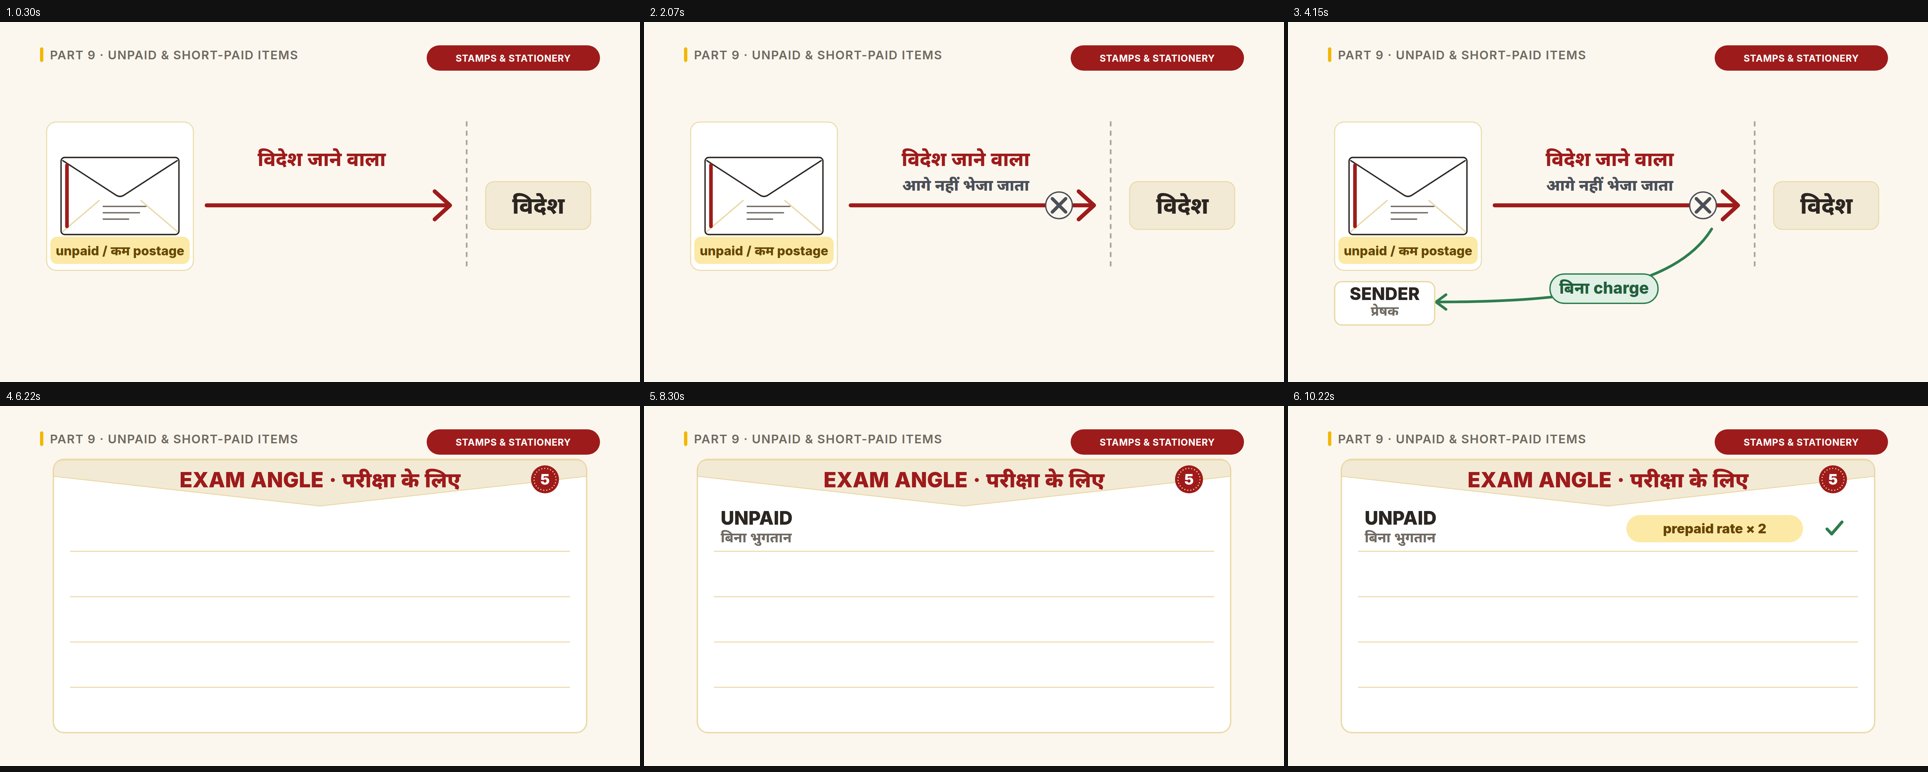 1. 0.30s
PART 9 · UNPAID & SHORT-PAID ITEMS
STAMPS & STATIONERY
विदेश जाने वाला
विदेश
unpaid / कम postage
2. 2.07s
PART 9 · UNPAID & SHORT-PAID ITEMS
STAMPS & STATIONERY
विदेश जाने वाला
आगे नहीं भेजा जाता
विदेश
unpaid / कम postage
3. 4.15s
PART 9 · UNPAID & SHORT-PAID ITEMS
STAMPS & STATIONERY
विदेश जाने वाला
आगे नहीं भेजा जाता
विदेश
unpaid / कम postage
बिना charge
SENDER
प्रेषक
4. 6.22s
PART 9 · UNPAID & SHORT-PAID ITEMS
STAMPS & STATIONERY
EXAM ANGLE · परीक्षा के लिए
5
5. 8.30s
PART 9 · UNPAID & SHORT-PAID ITEMS
STAMPS & STATIONERY
EXAM ANGLE · परीक्षा के लिए
5
UNPAID
बिना भुगतान
6. 10.22s
PART 9 · UNPAID & SHORT-PAID ITEMS
STAMPS & STATIONERY
EXAM ANGLE · परीक्षा के लिए
5
UNPAID
बिना भुगतान
prepaid rate × 2